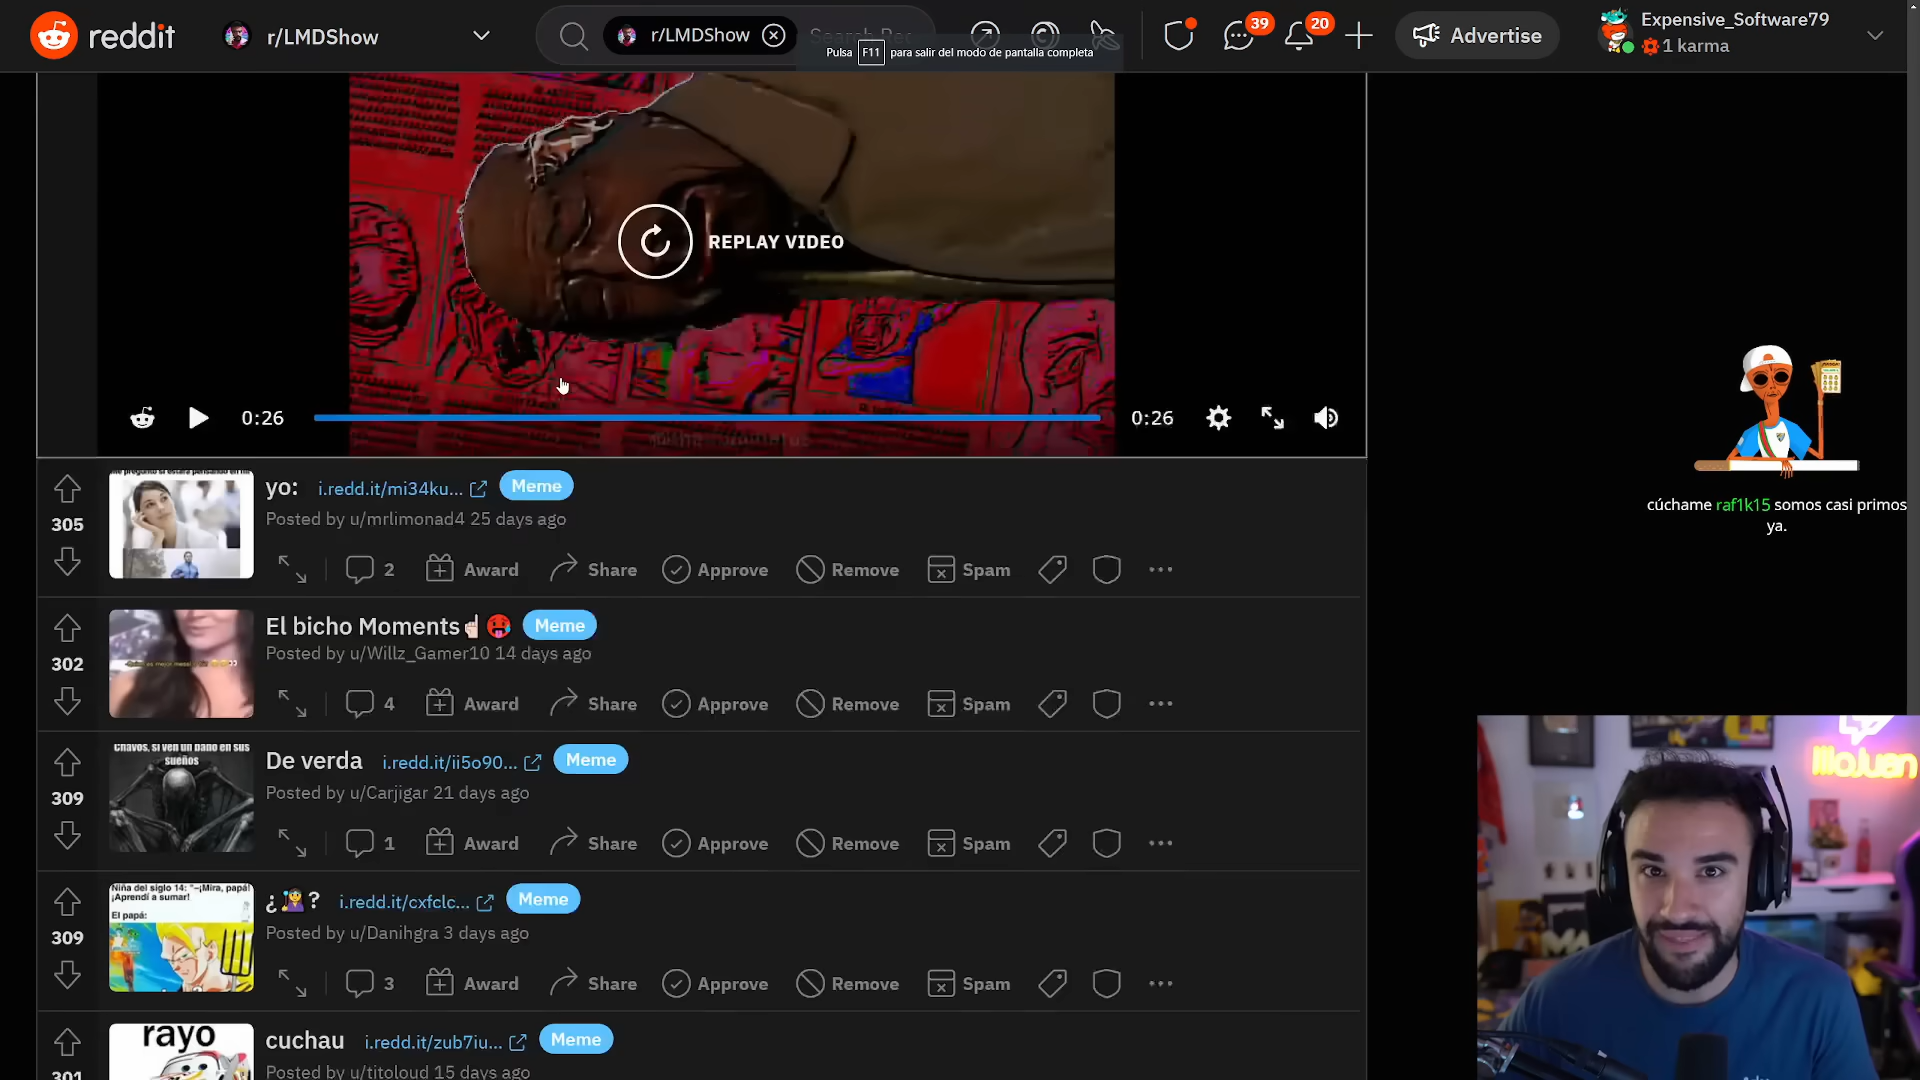 reddit
r/LMDShow
r/LMDShow
Pulsa F11 para salir del modo de pantalla completa
39
20
Advertise
Expensive_Software79
1 karma
REPLAY VIDEO
0:26
0:26
cúchame raf1k15 somos casi primos
ya.
305
yo: i.redd.it/mi34ku... Meme
Posted by u/mrlimonad4 25 days ago
2 Award Share Approve Remove Spam
302
El bicho Moments Meme
Posted by u/Willz_Gamer10 14 days ago
4 Award Share Approve Remove Spam
309
Chavos, si ven un baño en sus
sueños
De verda i.redd.it/ii5o90... Meme
Posted by u/Carjigar 21 days ago
1 Award Share Approve Remove Spam
309
Niña del siglo 14: "¡Mira, papá!
¡Aprendí a sumar!
El papá:
¿ ? i.redd.it/cxfclc... Meme
Posted by u/Danihgra 3 days ago
3 Award Share Approve Remove Spam
301
rayo
cuchau i.redd.it/zub7iu... Meme
Posted by u/titoloud 15 days ago
IlloJuan